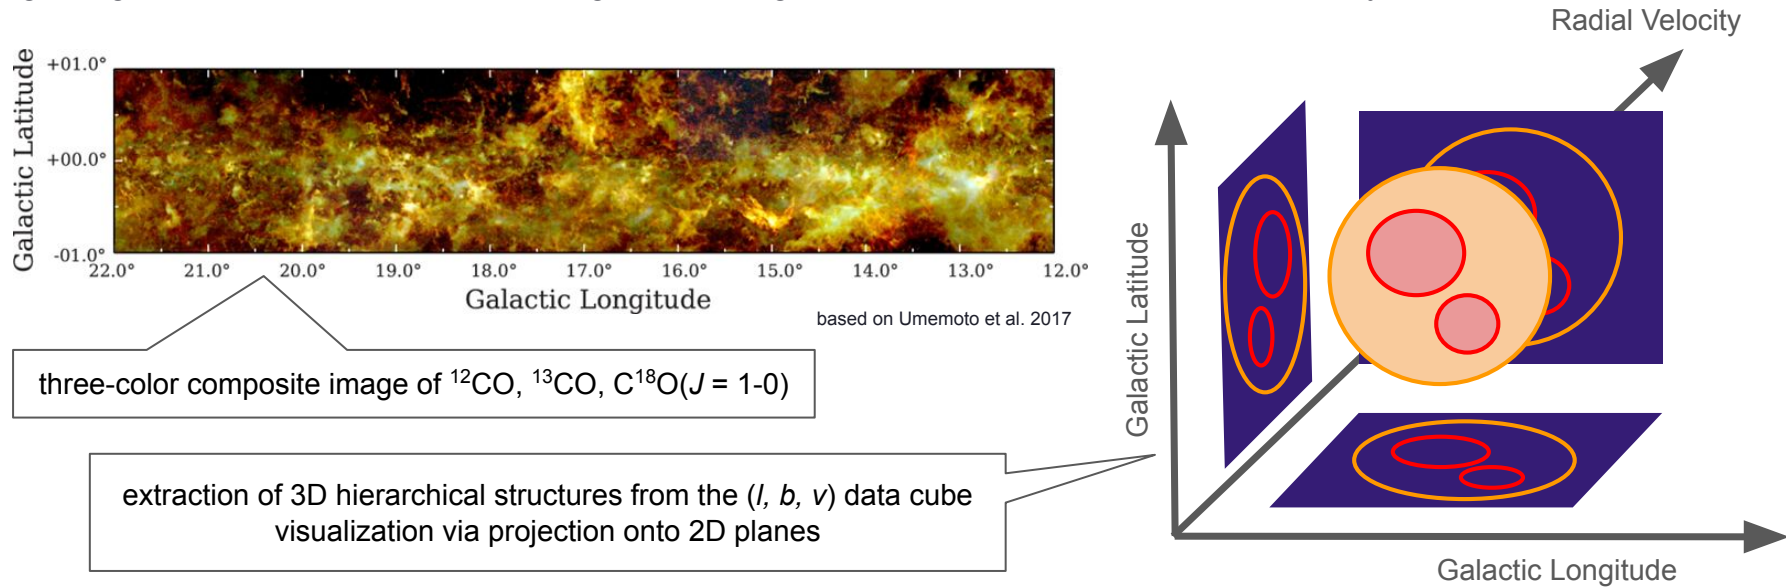 Radial Velocity
Galactic Latitude
+01.0°
+00.0°
-01.0°
22.0° 21.0° 20.0° 19.0° 18.0° 17.0° 16.0° 15.0° 14.0° 13.0° 12.0°
Galactic Longitude
based on Umemoto et al. 2017
three-color composite image of ¹²CO, ¹³CO, C¹⁸O(J = 1-0)
extraction of 3D hierarchical structures from the (l, b, v) data cube
visualization via projection onto 2D planes
Galactic Latitude
Galactic Longitude